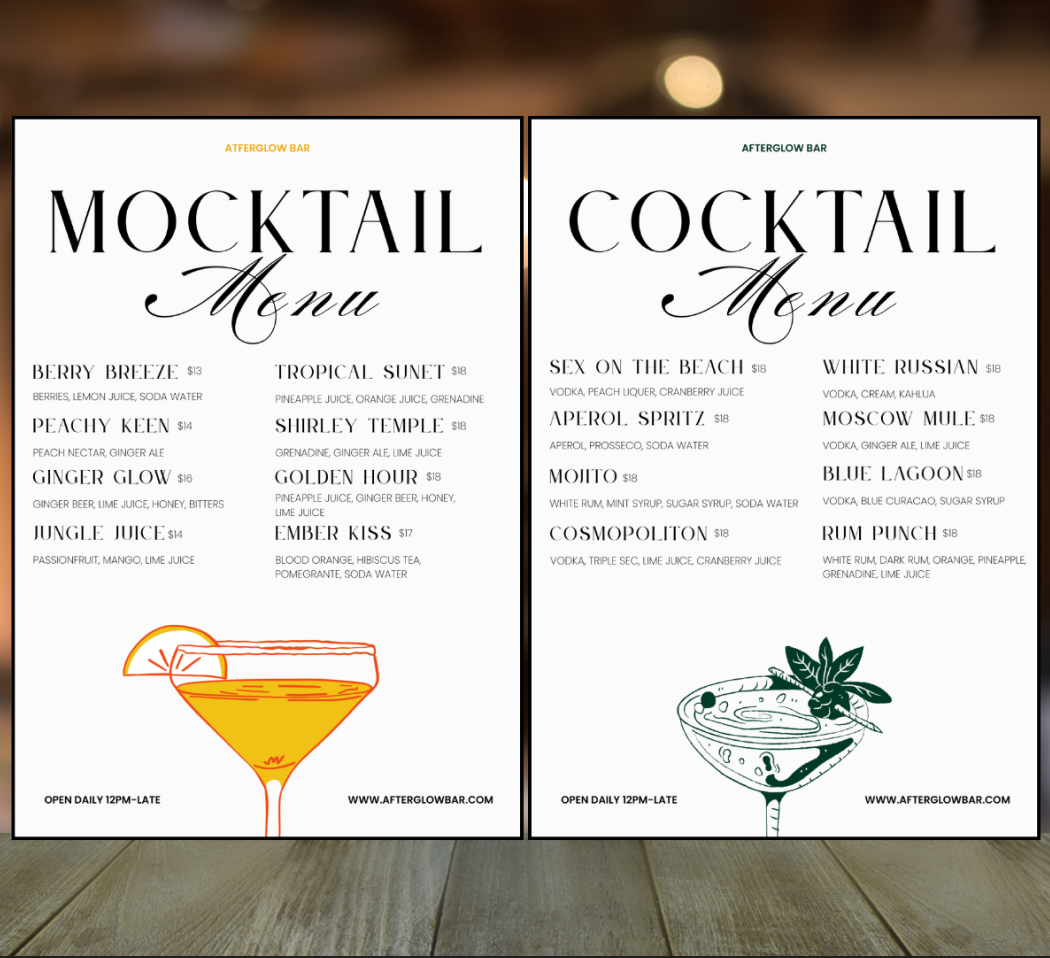 ATFERGLOW BAR
MOCKTAIL
Menu
BERRY BREEZE $13
BERRIES, LEMON JUICE, SODA WATER
PEACHY KEEN $14
PEACH NECTAR, GINGER ALE
GINGER GLOW $16
GINGER BEER, LIME JUICE, HONEY, BITTERS
JUNGLE JUICE $14
PASSIONFRUIT, MANGO, LIME JUICE
TROPICAL SUNET $18
PINEAPPLE JUICE, ORANGE JUICE, GRENADINE
SHIRLEY TEMPLE $18
GRENADINE, GINGER ALE, LIME JUICE
GOLDEN HOUR $18
PINEAPPLE JUICE, GINGER BEER, HONEY,
LIME JUICE
EMBER KISS $17
BLOOD ORANGE, HIBISCUS TEA,
POMEGRANTE, SODA WATER
OPEN DAILY 12PM-LATE
WWW.AFTERGLOWBAR.COM
AFTERGLOW BAR
COCKTAIL
Menu
SEX ON THE BEACH $18
VODKA, PEACH LIQUER, CRANBERRY JUICE
APEROL SPRITZ $18
APEROL, PROSSECO, SODA WATER
MOJITO $18
WHITE RUM, MINT SYRUP, SUGAR SYRUP, SODA WATER
COSMOPOLITON $18
VODKA, TRIPLE SEC, LIME JUICE, CRANBERRY JUICE
WHITE RUSSIAN $18
VODKA, CREAM, KAHLUA
MOSCOW MULE $18
VODKA, GINGER ALE, LIME JUICE
BLUE LAGOON $18
VODKA, BLUE CURACAO, SUGAR SYRUP
RUM PUNCH $18
WHITE RUM, DARK RUM, ORANGE, PINEAPPLE,
GRENADINE, LIME JUICE
OPEN DAILY 12PM-LATE
WWW.AFTERGLOWBAR.COM